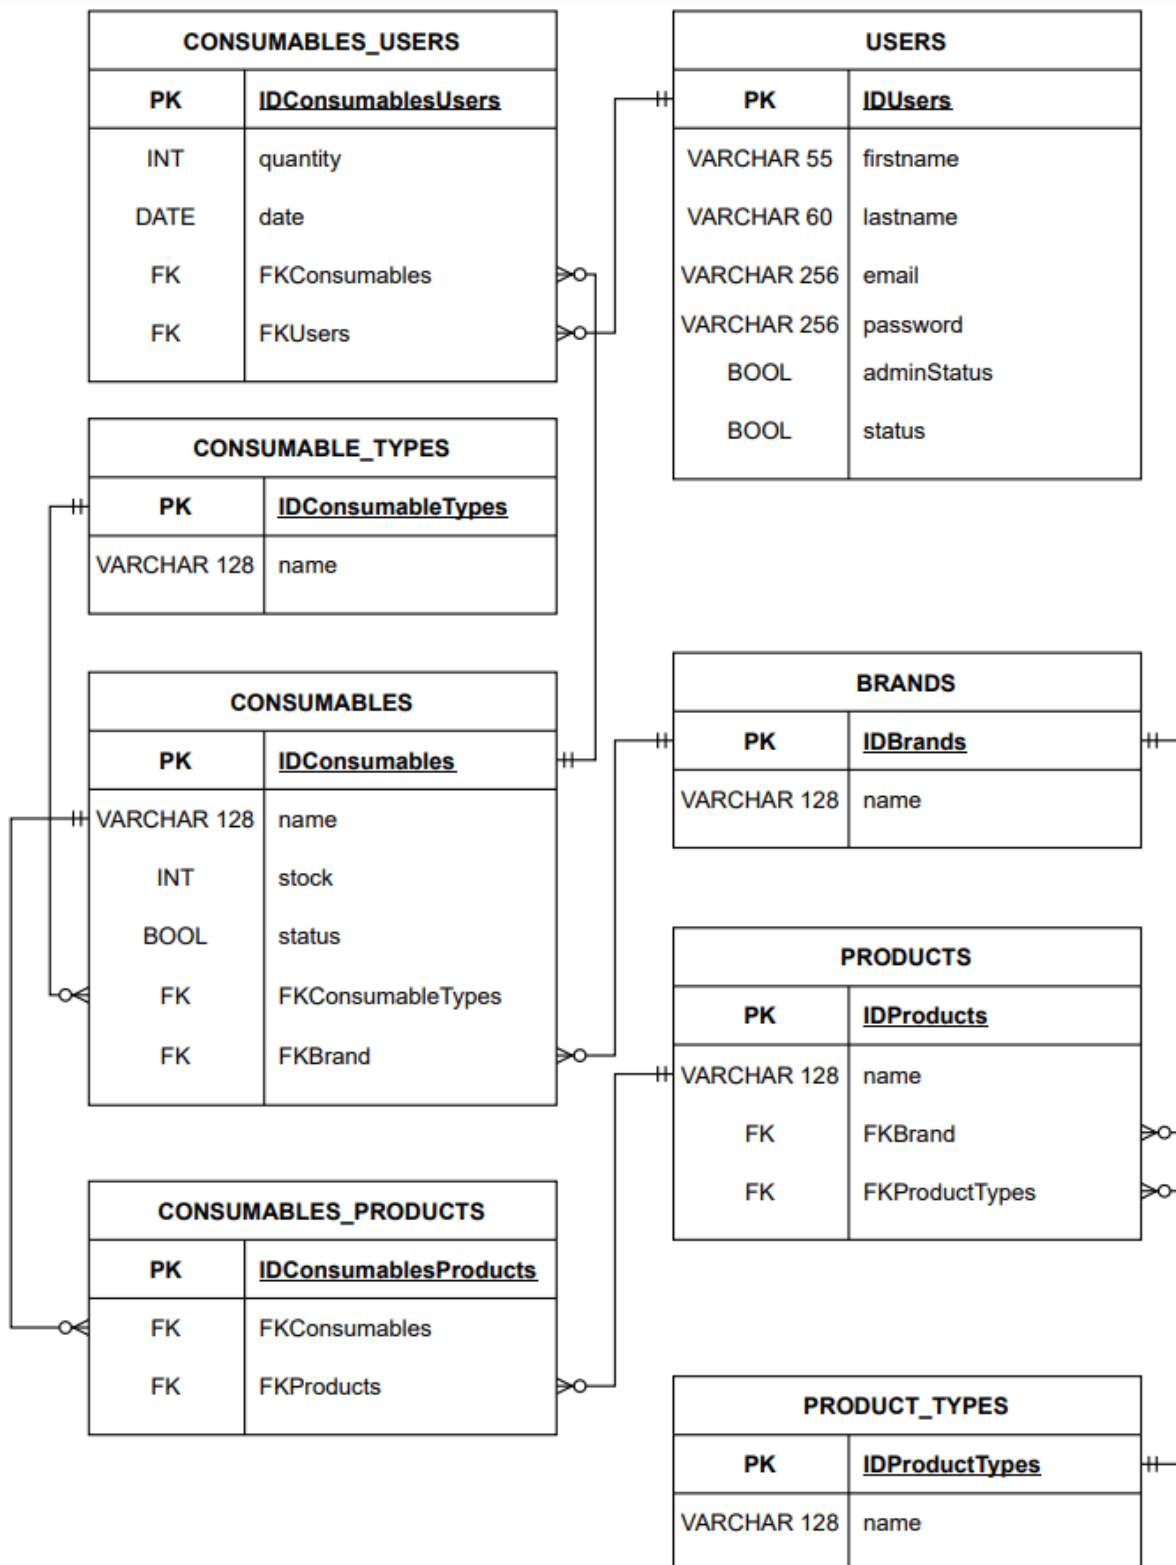 CONSUMABLES_USERS
PK IDConsumablesUsers
INT quantity
DATE date
FK FKConsumables
FK FKUsers
USERS
PK IDUsers
VARCHAR 55 firstname
VARCHAR 60 lastname
VARCHAR 256 email
VARCHAR 256 password
BOOL adminStatus
BOOL status
CONSUMABLE_TYPES
PK IDConsumableTypes
VARCHAR 128 name
CONSUMABLES
PK IDConsumables
VARCHAR 128 name
INT stock
BOOL status
FK FKConsumableTypes
FK FKBrand
BRANDS
PK IDBrands
VARCHAR 128 name
PRODUCTS
PK IDProducts
VARCHAR 128 name
FK FKBrand
FK FKProductTypes
CONSUMABLES_PRODUCTS
PK IDConsumablesProducts
FK FKConsumables
FK FKProducts
PRODUCT_TYPES
PK IDProductTypes
VARCHAR 128 name